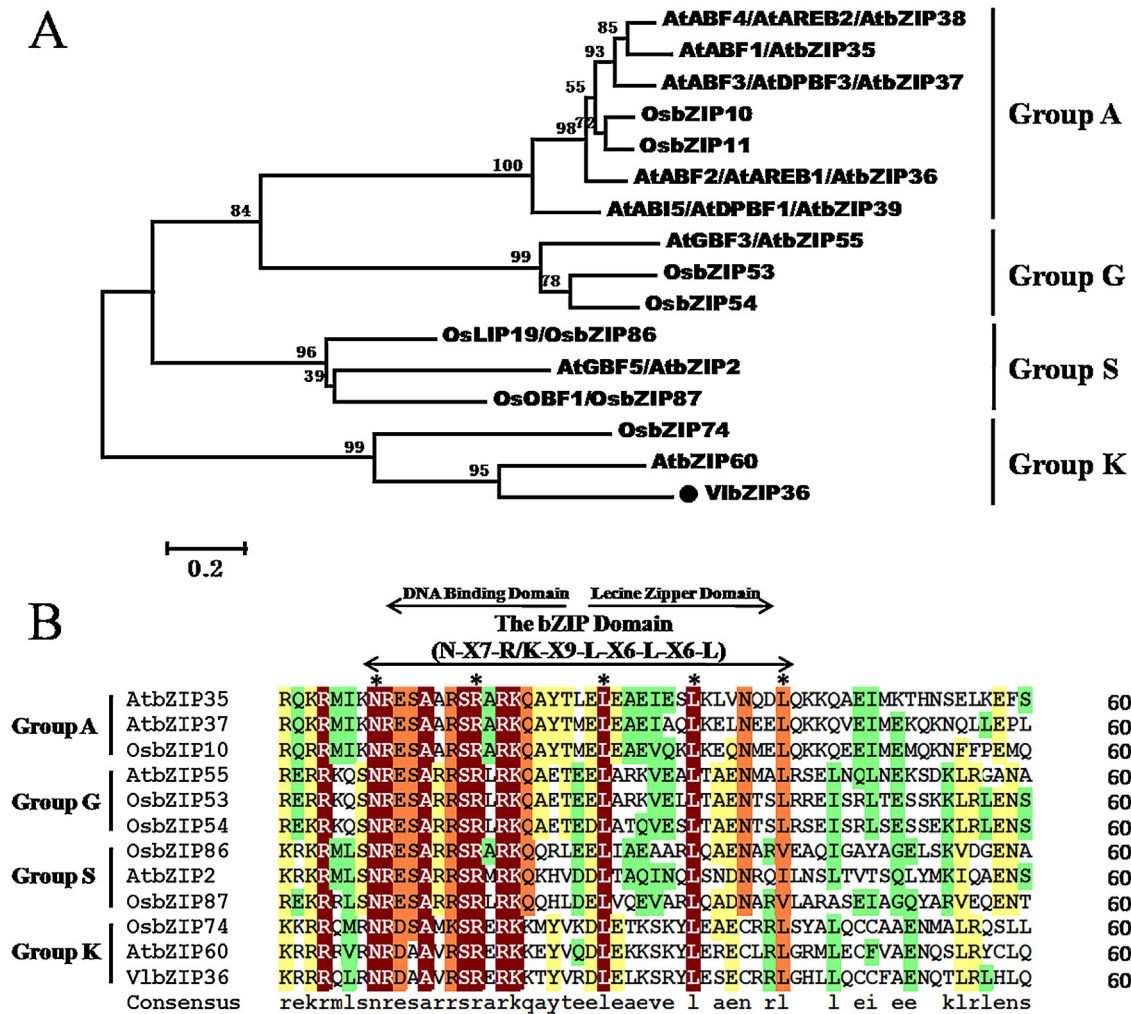 A
AtABF4/AtAREB2/AtbZIP38
85
AtABF1/AtbZIP35
93
AtABF3/AtDPBF3/AtbZIP37
55
OsbZIP10
Group A
98
72
OsbZIP11
AtABF2/AtAREB1/AtbZIP36
100
AtABI5/AtDPBF1/AtbZIP39
84
AtGBF3/AtbZIP55
99
OsbZIP53
Group G
78
OsbZIP54
OsLIP19/OsbZIP86
96
AtGBF5/AtbZIP2
Group S
39
OsOBF1/OsbZIP87
OsbZIP74
99
AtbZIP60
Group K
95
VlbZIP36
0.2
B
DNA Binding Domain Lecine Zipper Domain
The bZIP Domain
(N-X7-R/K-X9-L-X6-L-X6-L)
* * * * *
Group A
AtbZIP35 RQKRMIKNRESAARSRARKQAYTLELEAEIESLKLVNQDLQKKQAEIMKTHNSELKEFS 60
AtbZIP37 RQKRMIKNRESAARSRARKQAYTMELEAEIAQLKELNEELQKKQVEIMEKQKNQLLEPL 60
OsbZIP10 RQRRMIKNRESAARSRARKQAYTMELEAEVQKLKEQNMELQKKQEEIMEMQKNFFPEMQ 60
Group G
AtbZIP55 RERRKQSNRESARRSRLRKQAETEELARKVEALTAENMALRSELNQLNEKSDKLRGANA 60
OsbZIP53 RERRKQSNRESARRSRLRKQAETEELARKVELLTAENTSLRREISRLTESSKKLRLENS 60
OsbZIP54 REKRKQSNRESARRSRLRKQAETEDLATQVESLTAENTSLRSEISRLSESSEKLRLENS 60
Group S
OsbZIP86 KRKRMLSNRESARRSRARKQQRLEELIAEAARLQAENARVEAQIGAYAGELSKVDGENA 60
AtbZIP2 KRKRMLSNRESARRSRMRKQKHVDDLTAQINQLSNDNRQILNSLTVTSQLYMKIQAENS 60
OsbZIP87 REKRRLSNRESARRSRLRKQQHLDELVQEVARLQADNARVLARASEIAGQYARVEQENT 60
Group K
OsbZIP74 KKRRQMRNRDSAMKSRERKKMYVKDLETKSKYLEAECRRLSYALQCCAAENMALRQSLL 60
AtbZIP60 KRRRRVRNRDAAVRSRERKKEYVQDLEKKSKYLERECLRLGRMLECFVAENQSLRYCLQ 60
VlbZIP36 KRRRQLRNRDAAVRSRERKKTYVRDLELKSRYLESECRRLGHLLQCCFAENQTLRLHLQ 60
Consensus rekrmlsnresarrsrarkqayteeleaeve l aen rl l ei ee klrlens